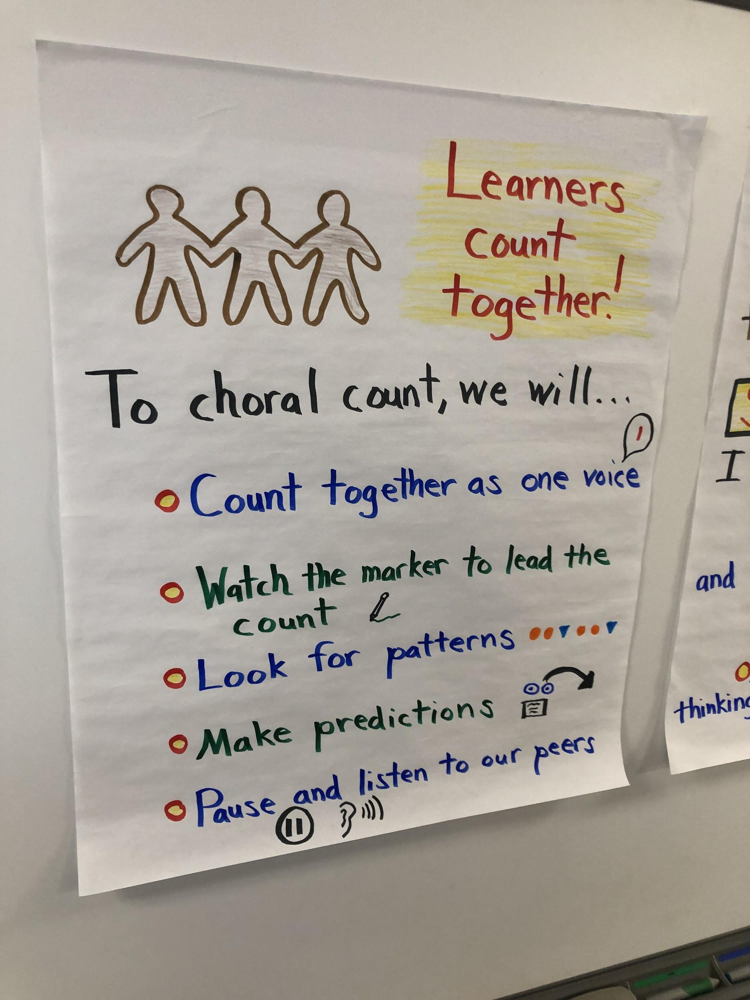 Learners
count
together!
To choral count, we will...
1
Count together as one voice
Watch the marker to lead the
count
Look for patterns
Make predictions
Pause and listen to our peers
I
and
thinking